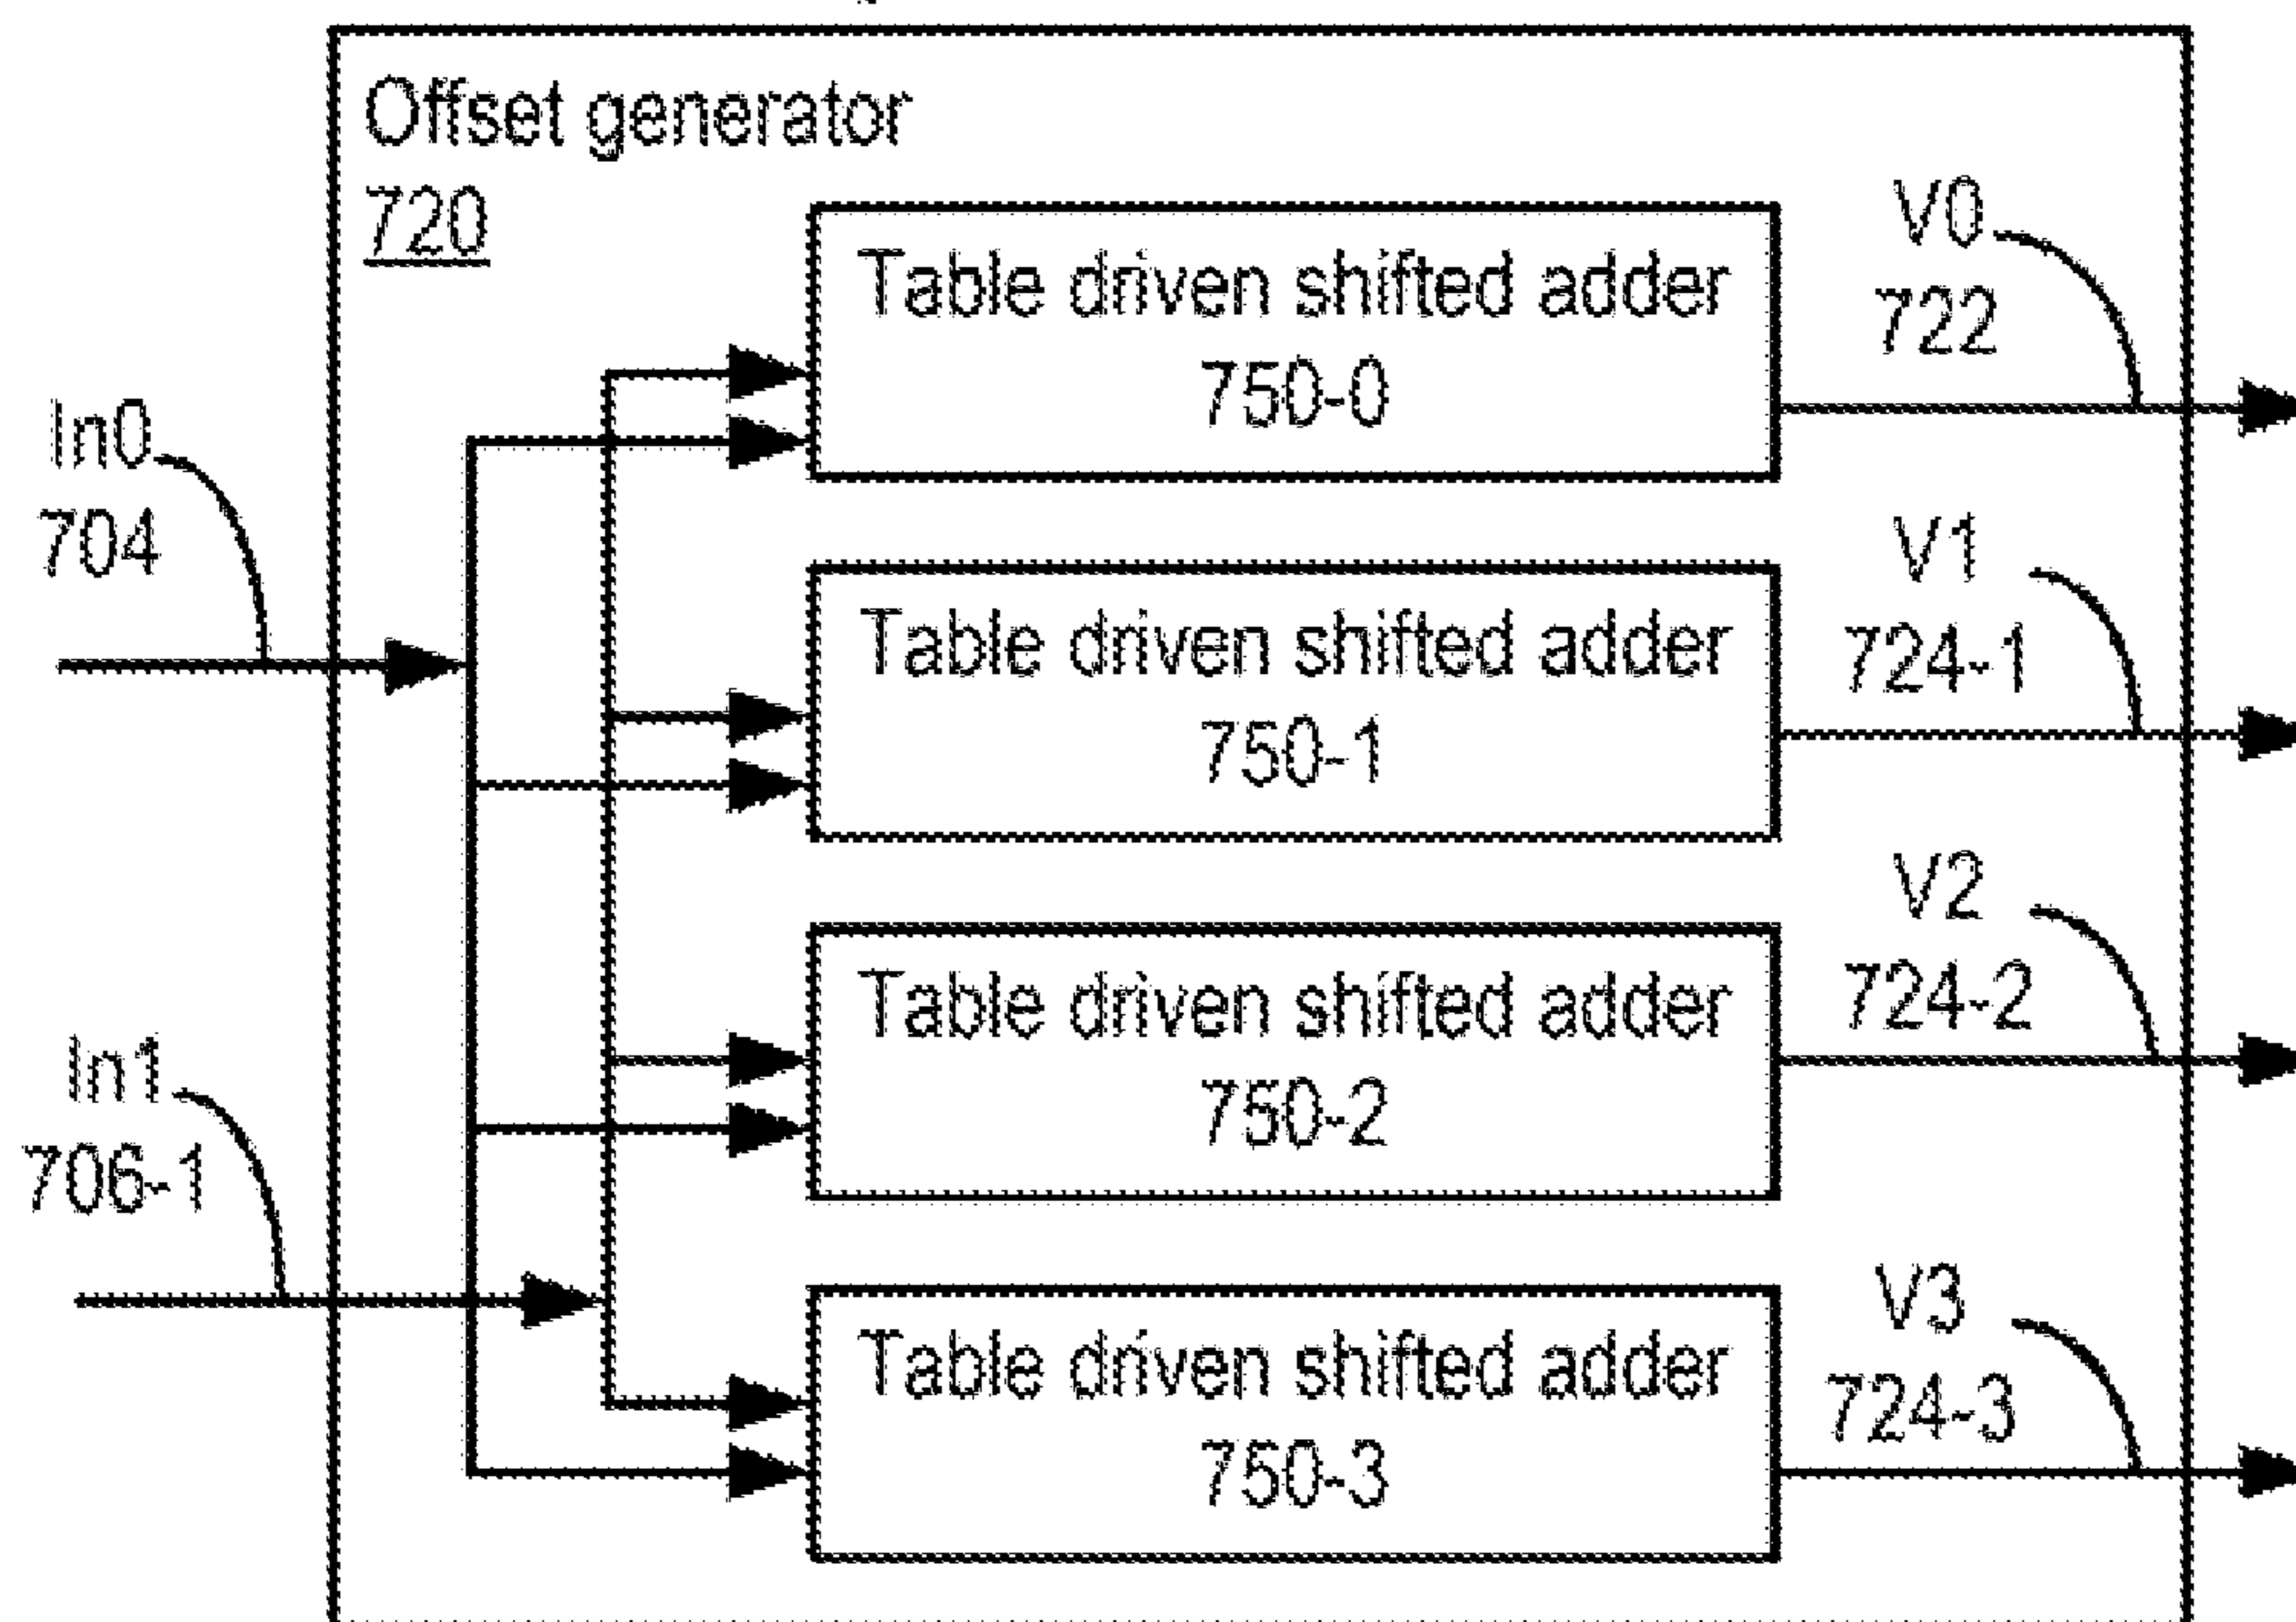 Offset generator
720
Table driven shifted adder
750-0
V0
722
In0
704
Table driven shifted adder
750-1
V1
724-1
Table driven shifted adder
750-2
V2
724-2
In1
706-1
Table driven shifted adder
750-3
V3
724-3